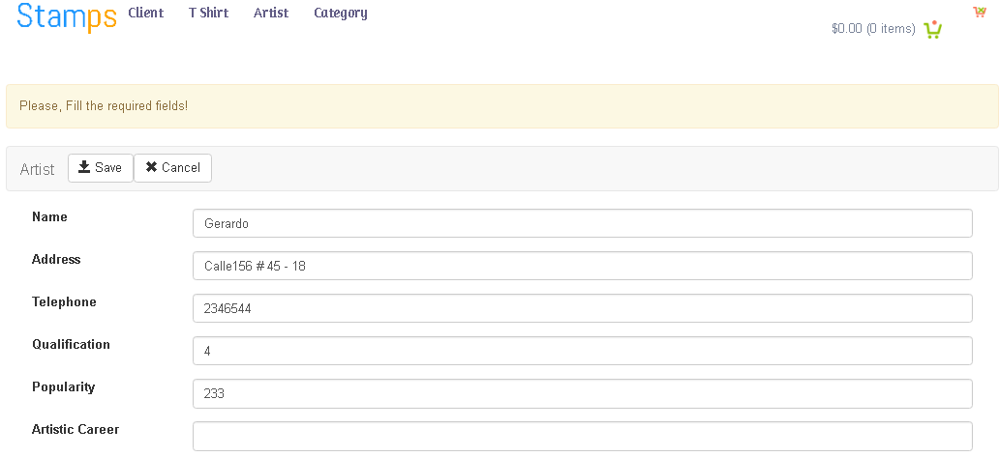 Stamps Client T Shirt Artist Category
$0.00 (0 items)
Please, Fill the required fields!
Artist Save Cancel
Name Gerardo
Address Calle156 # 45 - 18
Telephone 2346544
Qualification 4
Popularity 233
Artistic Career